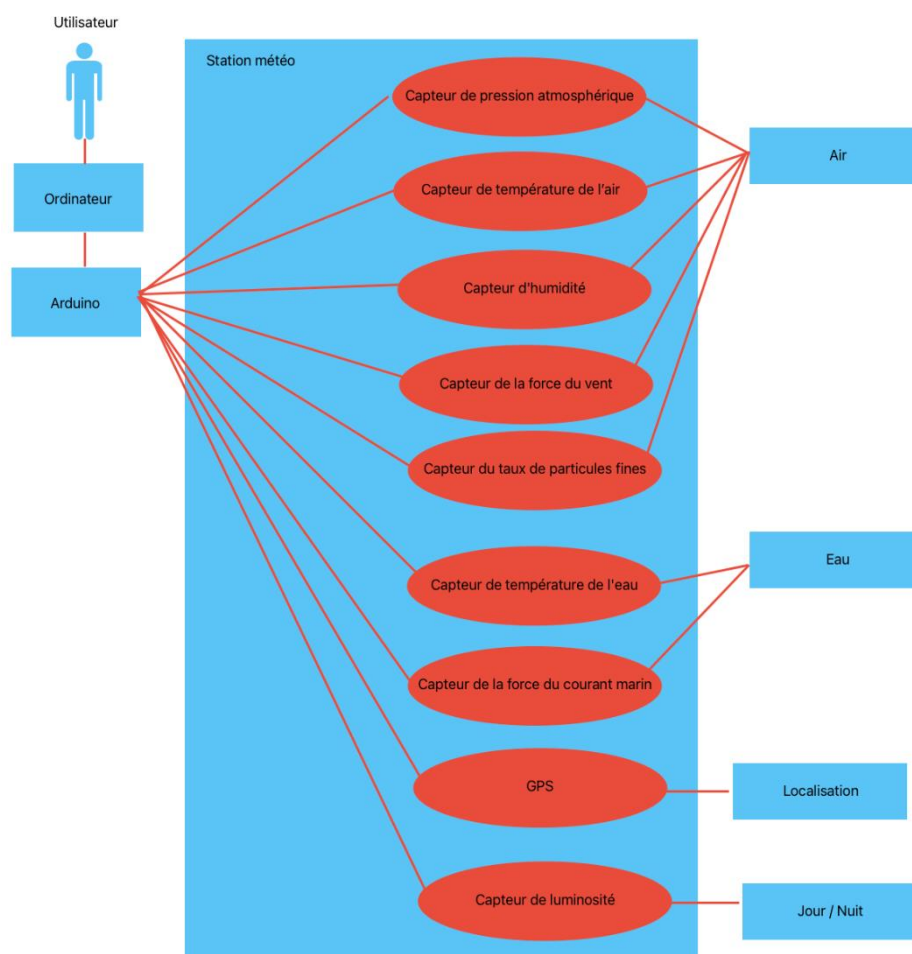 Utilisateur
Station météo
Capteur de pression atmosphérique
Air
Capteur de température de l'air
Ordinateur
Capteur d'humidité
Arduino
Capteur de la force du vent
Capteur du taux de particules fines
Eau
Capteur de température de l'eau
Capteur de la force du courant marin
GPS
Localisation
Capteur de luminosité
Jour / Nuit